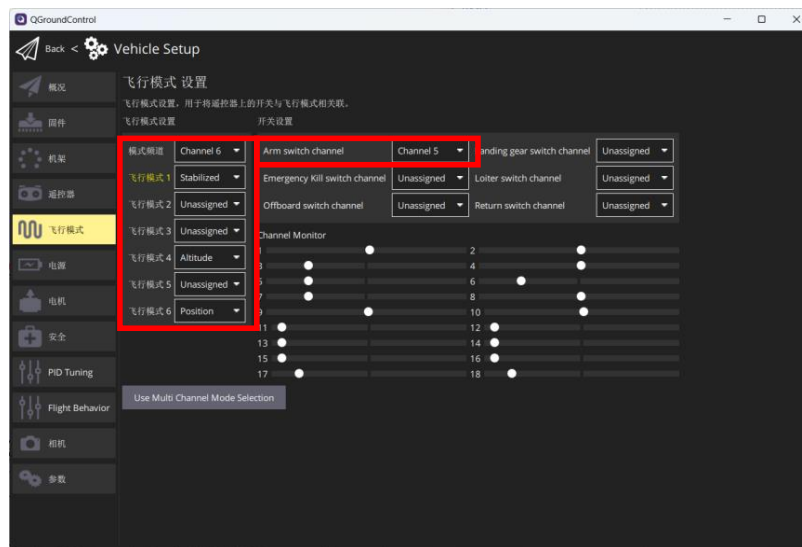 QGroundControl
Back < Vehicle Setup
概况
固件
机架
遥控器
飞行模式
电源
电机
安全
PID Tuning
Flight Behavior
相机
参数
飞行模式 设置
飞行模式设置，用于将遥控器上的开关与飞行模式相关联。
飞行模式设置
模式频道 Channel 6
飞行模式 1 Stabilized
飞行模式 2 Unassigned
飞行模式 3 Unassigned
飞行模式 4 Altitude
飞行模式 5 Unassigned
飞行模式 6 Position
开关设置
Arm switch channel Channel 5 anding gear switch channel Unassigned
Emergency Kill switch channel Unassigned Loiter switch channel Unassigned
Offboard switch channel Unassigned Return switch channel Unassigned
Channel Monitor
1 2
3 4
5 6
7 8
9 10
11 12
13 14
15 16
17 18
Use Multi Channel Mode Selection